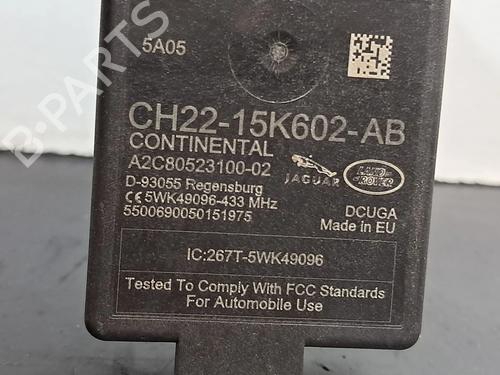 5A05
CH22-15K602-AB
CONTINENTAL
A2C80523100-02
D-93055 Regensburg
CE 5WK49096-433 MHz
5500690050151975
JAGUAR
LAND ROVER
DCUGA
Made in EU
IC:267T-5WK49096
Tested To Comply With FCC Standards
For Automobile Use
B-PARTS